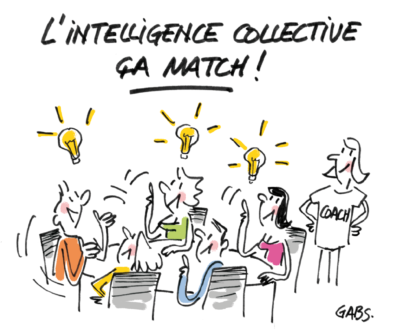 L'INTELLIGENCE COLLECTIVE
ÇA MATCH !
COACH
GABS.